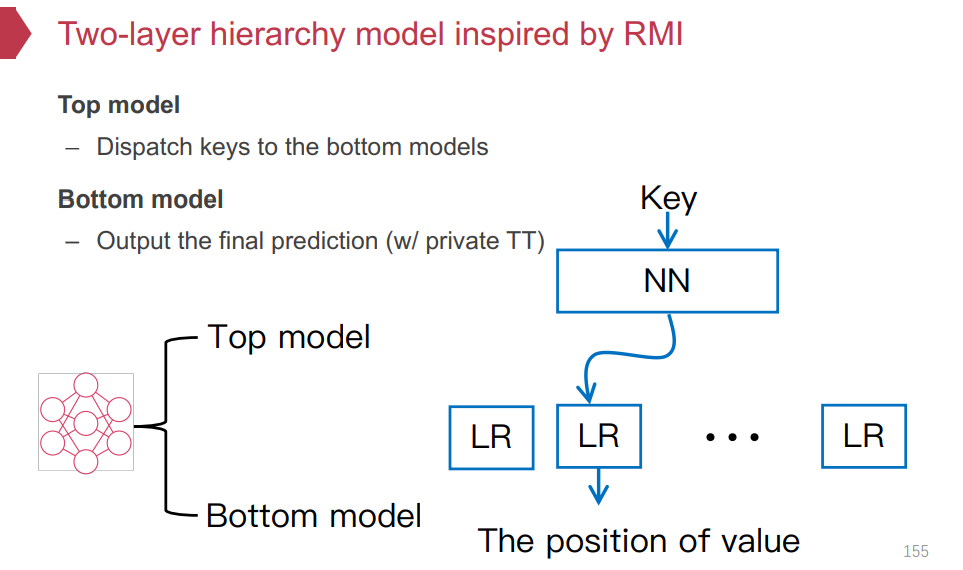 Two-layer hierarchy model inspired by RMI
Top model
– Dispatch keys to the bottom models
Bottom model
– Output the final prediction (w/ private TT)
Key
NN
Top model
LR
LR
• • •
LR
Bottom model
The position of value
155